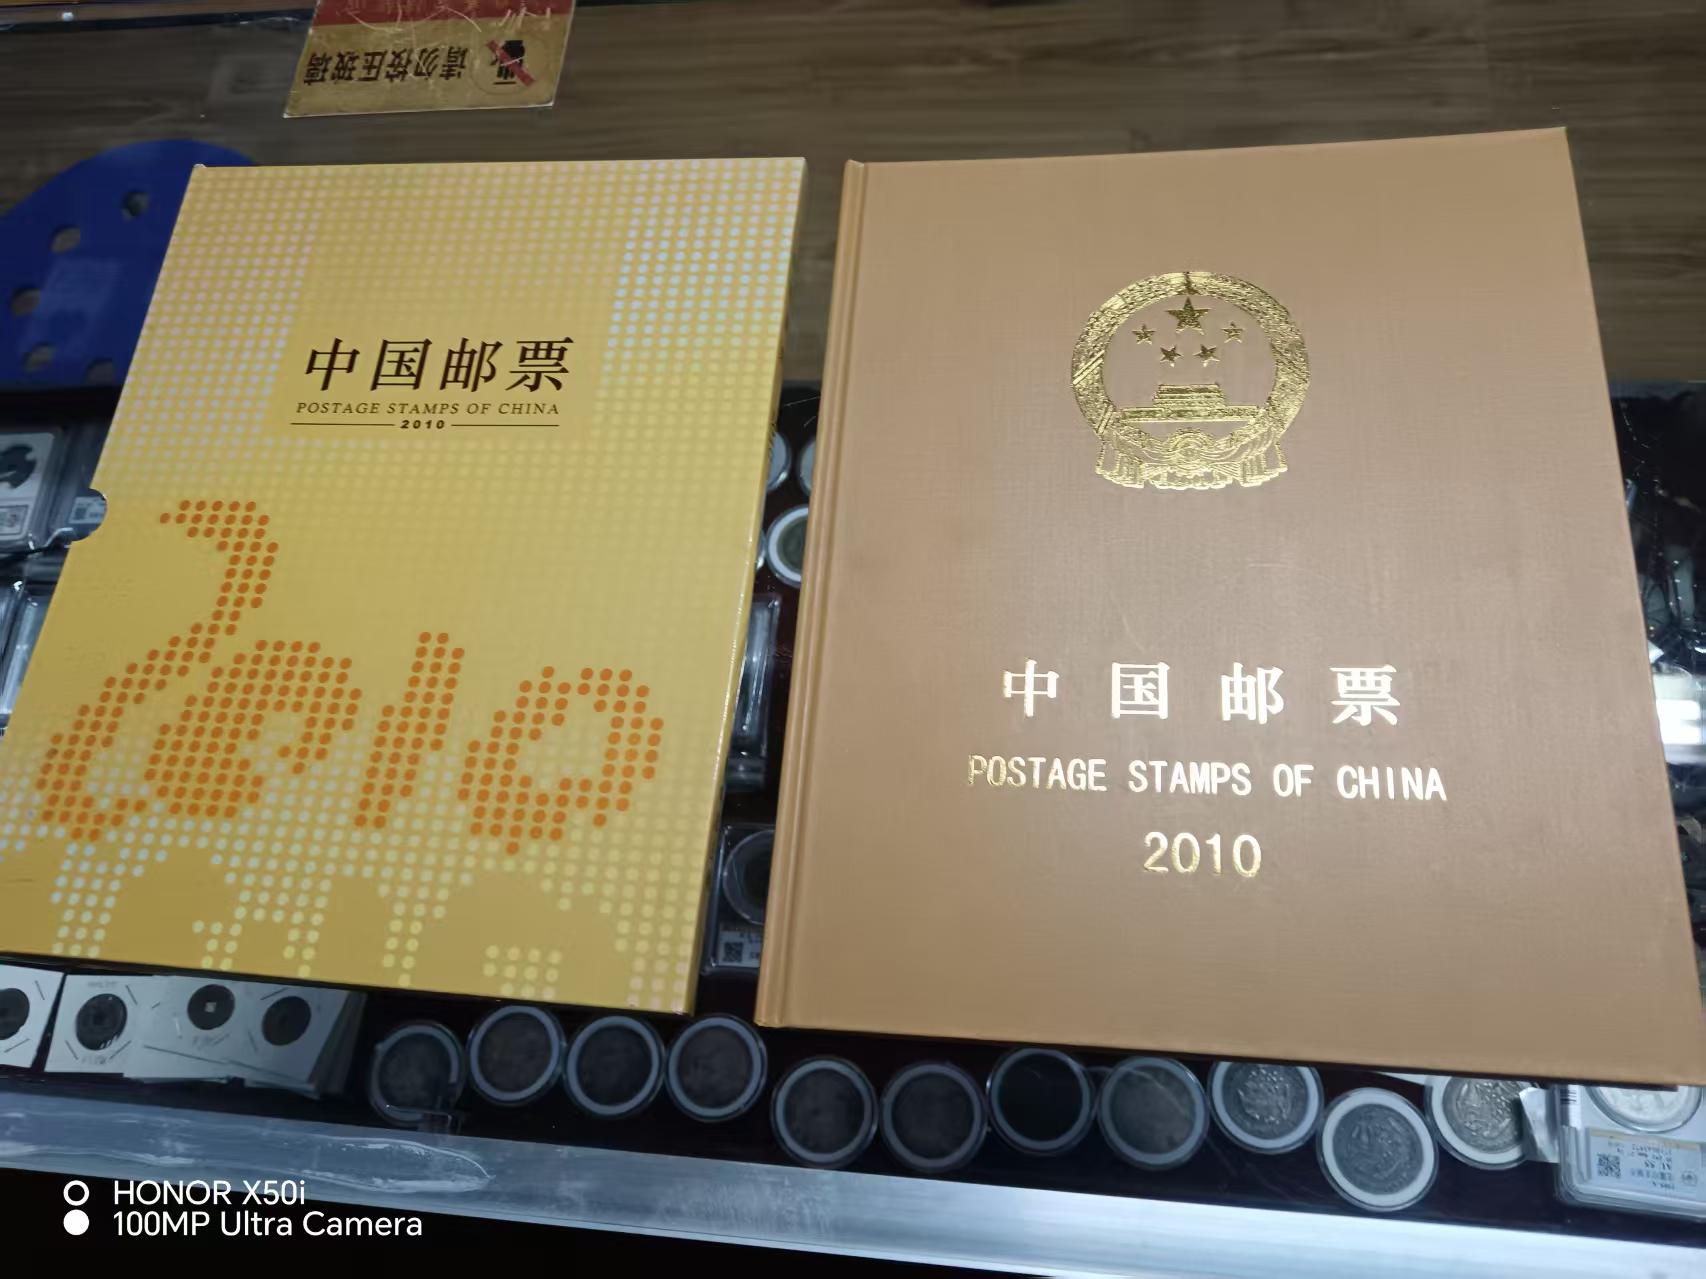 请勿按压玻璃
中国邮票
POSTAGE STAMPS OF CHINA
2010
2010
中国邮票
POSTAGE STAMPS OF CHINA
2010
HONOR X50i
100MP Ultra Camera